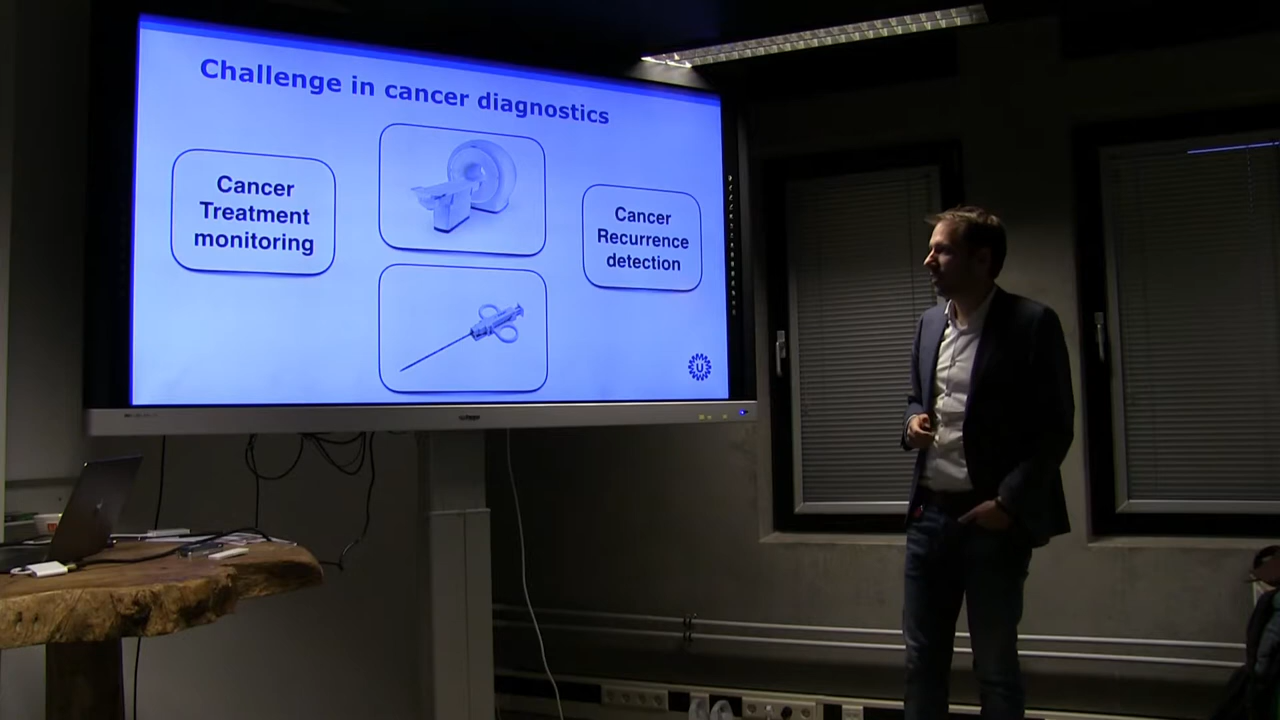 Challenge in cancer diagnostics
Cancer
Treatment
monitoring
Cancer
Recurrence
detection
U